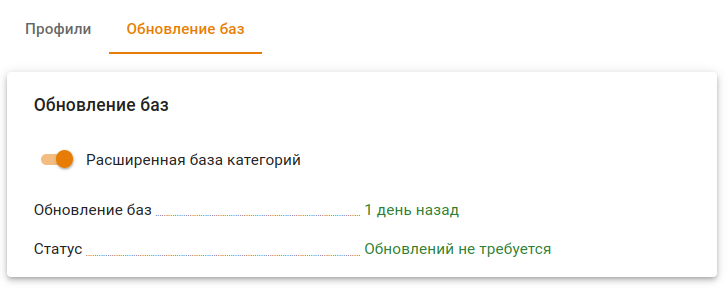 Профили Обновление баз
Обновление баз
Расширенная база категорий
Обновление баз 1 день назад
Статус Обновлений не требуется